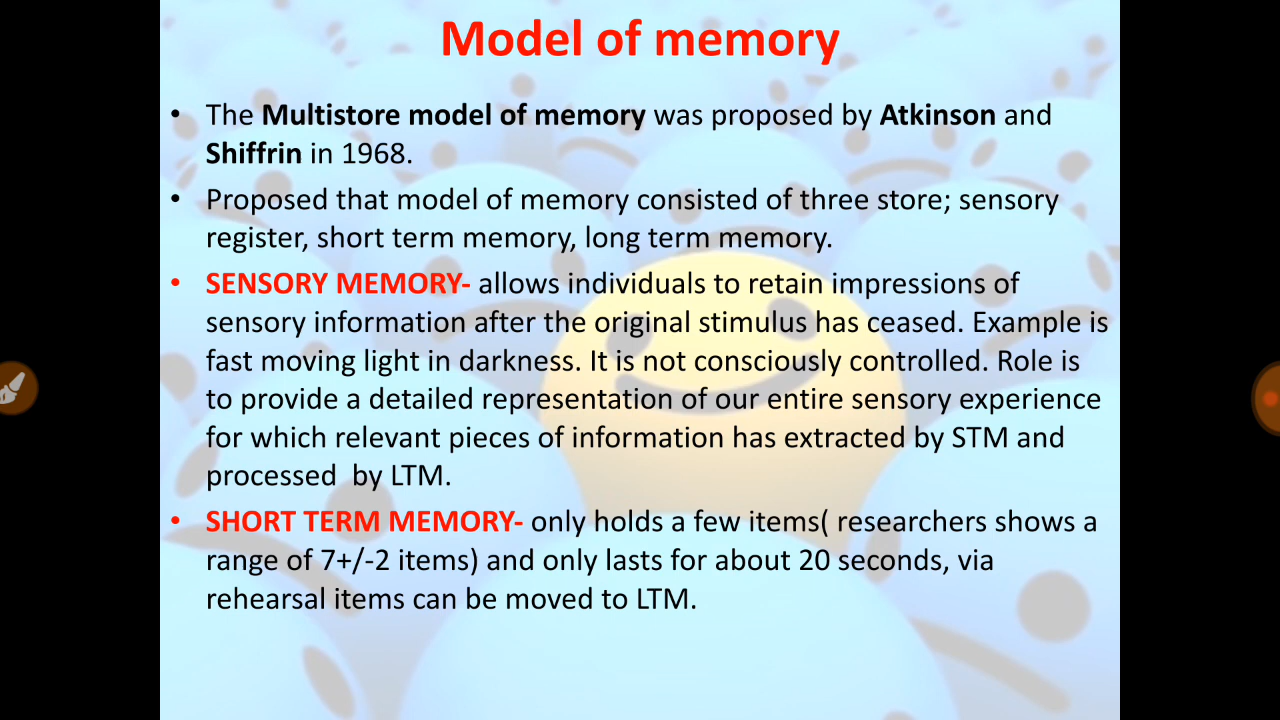 Model of memory
• The Multistore model of memory was proposed by Atkinson and
Shiffrin in 1968.
• Proposed that model of memory consisted of three store; sensory
register, short term memory, long term memory.
• SENSORY MEMORY- allows individuals to retain impressions of
sensory information after the original stimulus has ceased. Example is
fast moving light in darkness. It is not consciously controlled. Role is
to provide a detailed representation of our entire sensory experience
for which relevant pieces of information has extracted by STM and
processed  by LTM.
• SHORT TERM MEMORY- only holds a few items( researchers shows a
range of 7+/-2 items) and only lasts for about 20 seconds, via
rehearsal items can be moved to LTM.